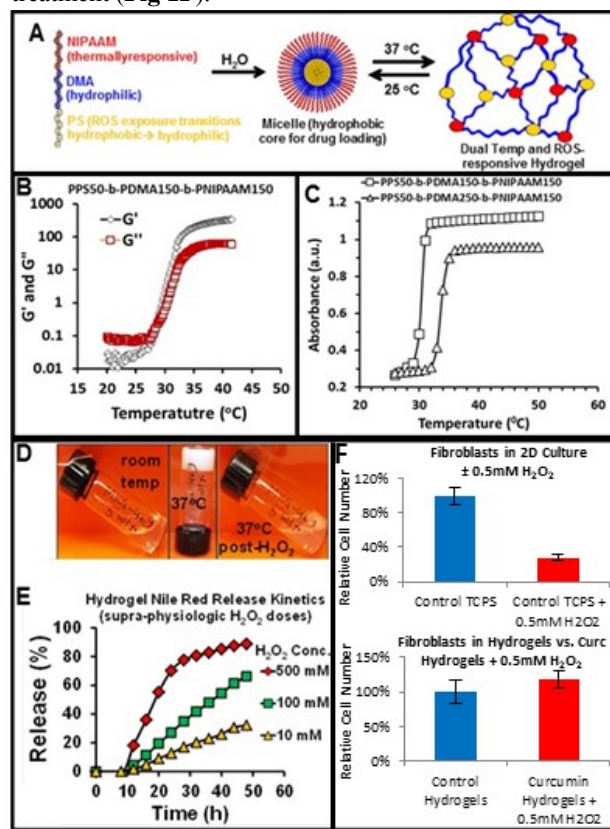 treatment (Fig 12 ).
A
NIPAAM
(thermallyresponsive)
DMA
(hydrophilic)
PS (ROS exposure transitions
hydrophobic→ hydrophilic)
H₂O
Micelle (hydrophobic
core for drug loading)
37 °C
25 °C
Dual Temp and ROS-
responsive Hydrogel
B
PPS50-b-PDMA150-b-PNIPAAM150
G'
G''
G' and G''
1000
100
10
1
0.1
0.01
15 20 25 30 35 40 45 50
Temperatutre (°C)
C
PPS50-b-PDMA150-b-PNIPAAM150
PPS50-b-PDMA250-b-PNIPAAM150
Absorbance (a.u.)
1.2
1
0.8
0.6
0.4
0.2
20 30 40 50
Temperature (⁰C)
D
room
temp
37°C
37°C
post-H₂O₂
E
Hydrogel Nile Red Release Kinetics
(supra-physiologic H₂O₂ doses)
H₂O₂ Conc.
500 mM
100 mM
10 mM
Release (%)
100
80
60
40
20
0
0 10 20 30 40 50 60
Time (h)
F
Fibroblasts in 2D Culture
± 0.5mM H₂O₂
Relative Cell Number
120%
80%
40%
0%
Control TCPS
Control TCPS +
0.5mM H2O2
Fibroblasts in Hydrogels vs. Curc
Hydrogels + 0.5mM H₂O₂
Relative Cell Number
150%
100%
50%
0%
Control
Hydrogels
Curcumin
Hydrogels +
0.5mM H2O2